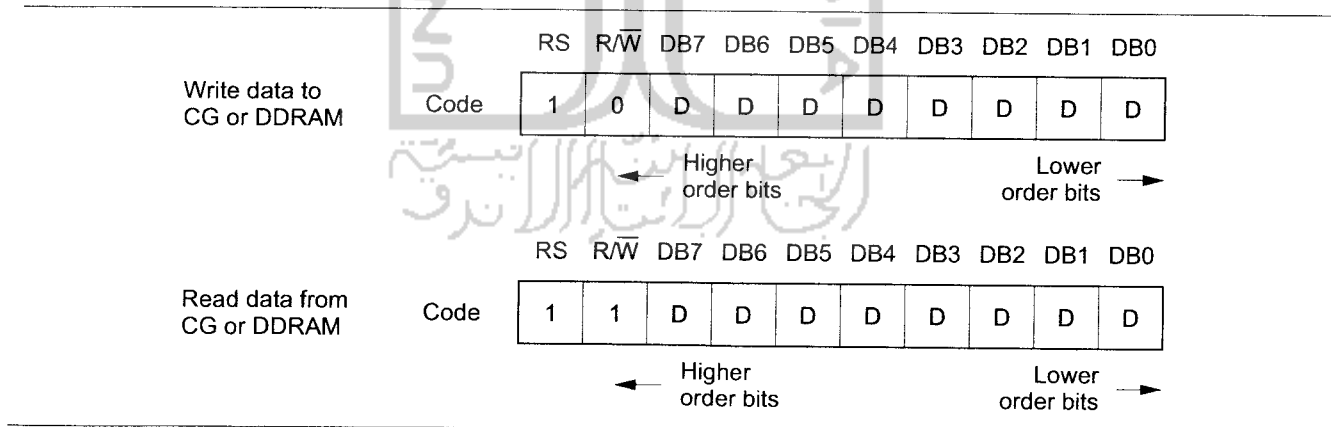 RS R/W̅ DB7 DB6 DB5 DB4 DB3 DB2 DB1 DB0
Write data to
CG or DDRAM
Code 1 0 D D D D D D D D
Higher
order bits
Lower
order bits
RS R/W̅ DB7 DB6 DB5 DB4 DB3 DB2 DB1 DB0
Read data from
CG or DDRAM
Code 1 1 D D D D D D D D
Higher
order bits
Lower
order bits